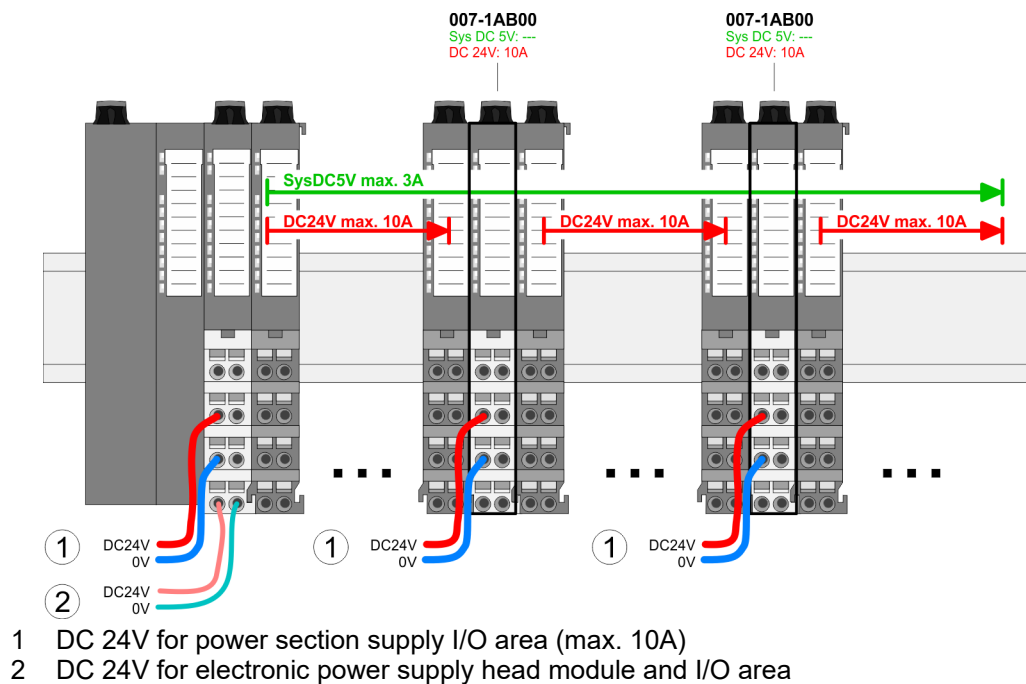 007-1AB00
Sys DC 5V: ---
DC 24V: 10A
007-1AB00
Sys DC 5V: ---
DC 24V: 10A
SysDC5V max. 3A
DC24V max. 10A
DC24V max. 10A
DC24V max. 10A
1
DC24V
0V
1
DC24V
0V
1
DC24V
0V
2
DC24V
0V
1 DC 24V for power section supply I/O area (max. 10A)
2 DC 24V for electronic power supply head module and I/O area